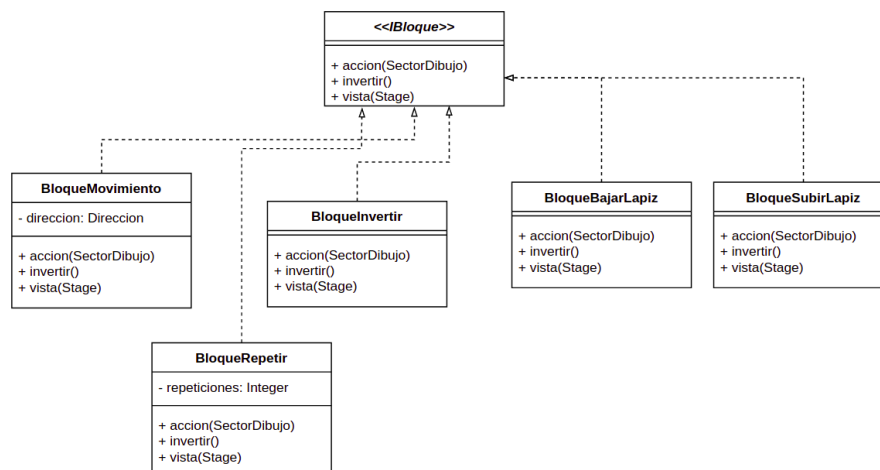 <<IBloque>>
+ accion(SectorDibujo)
+ invertir()
+ vista(Stage)
BloqueMovimiento
- direccion: Direccion
+ accion(SectorDibujo)
+ invertir()
+ vista(Stage)
BloqueInvertir
+ accion(SectorDibujo)
+ invertir()
+ vista(Stage)
BloqueBajarLapiz
+ accion(SectorDibujo)
+ invertir()
+ vista(Stage)
BloqueSubirLapiz
+ accion(SectorDibujo)
+ invertir()
+ vista(Stage)
BloqueRepetir
- repeticiones: Integer
+ accion(SectorDibujo)
+ invertir()
+ vista(Stage)